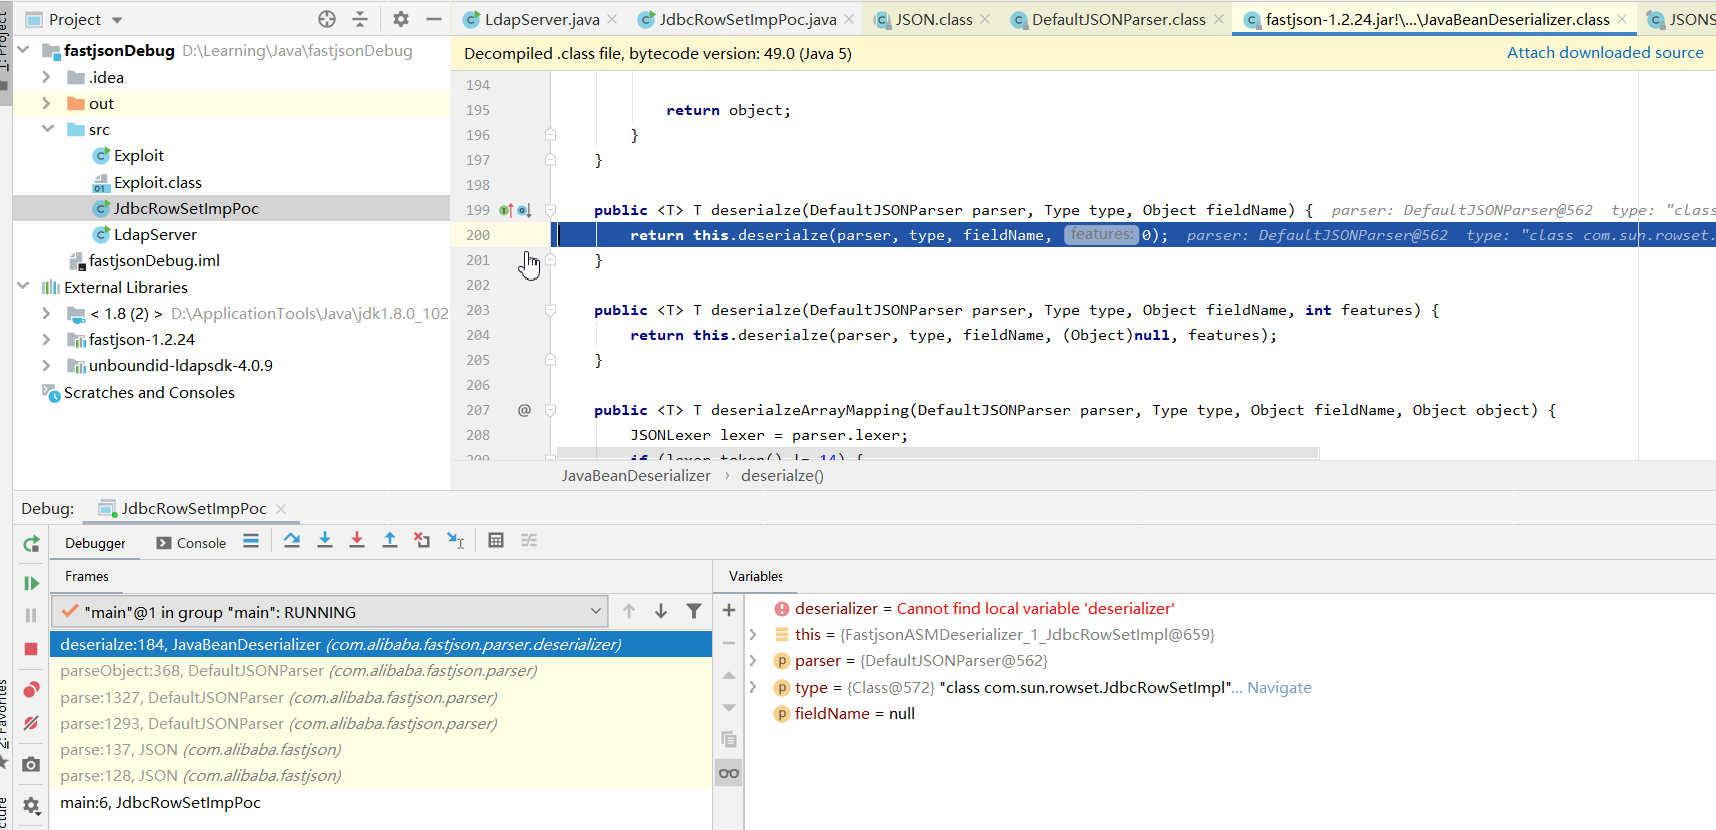 Project
LdapServer.java
JdbcRowSetImpPoc.java
JSON.class
DefaultJSONParser.class
fastjson-1.2.24.jar!\...\JavaBeanDeserializer.class
JSONS
1: Project
fastjsonDebug D:\Learning\Java\fastjsonDebug
.idea
out
src
Exploit
Exploit.class
JdbcRowSetImpPoc
LdapServer
fastjsonDebug.iml
External Libraries
< 1.8 (2) > D:\ApplicationTools\Java\jdk1.8.0_102
fastjson-1.2.24
unboundid-ldapsdk-4.0.9
Scratches and Consoles
Decompiled .class file, bytecode version: 49.0 (Java 5)
Attach downloaded source
194
195 return object;
196 }
197 }
198
199 public <T> T deserialze(DefaultJSONParser parser, Type type, Object fieldName) { parser: DefaultJSONParser@562 type: "class
200 return this.deserialze(parser, type, fieldName, features: 0); parser: DefaultJSONParser@562 type: "class com.sun.rowset.
201 }
202
203 public <T> T deserialze(DefaultJSONParser parser, Type type, Object fieldName, int features) {
204 return this.deserialze(parser, type, fieldName, (Object)null, features);
205 }
206
207 @ public <T> T deserialzeArrayMapping(DefaultJSONParser parser, Type type, Object fieldName, Object object) {
208 JSONLexer lexer = parser.lexer;
209 if (lexer.token() != 14) {
JavaBeanDeserializer › deserialze()
Debug: JdbcRowSetImpPoc
Debugger Console
Frames
"main"@1 in group "main": RUNNING
deserialze:184, JavaBeanDeserializer (com.alibaba.fastjson.parser.deserializer)
parseObject:368, DefaultJSONParser (com.alibaba.fastjson.parser)
parse:1327, DefaultJSONParser (com.alibaba.fastjson.parser)
parse:1293, DefaultJSONParser (com.alibaba.fastjson.parser)
parse:137, JSON (com.alibaba.fastjson)
parse:128, JSON (com.alibaba.fastjson)
main:6, JdbcRowSetImpPoc
Variables
deserializer = Cannot find local variable 'deserializer'
this = {FastjsonASMDeserializer_1_JdbcRowSetImpl@659}
parser = {DefaultJSONParser@562}
type = {Class@572} "class com.sun.rowset.JdbcRowSetImpl"... Navigate
fieldName = null
2: Favorites
cture